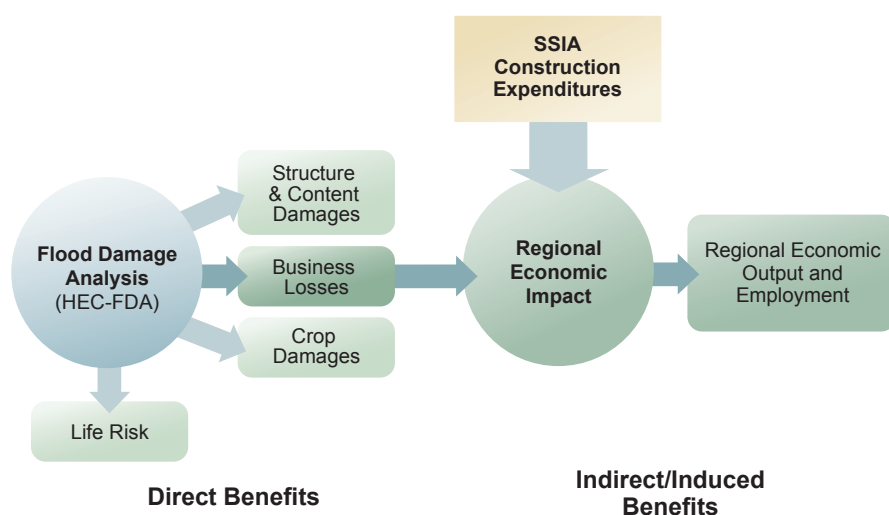 SSIA
Construction
Expenditures
Structure
& Content
Damages
Flood Damage
Analysis
(HEC-FDA)
Business
Losses
Regional
Economic
Impact
Regional Economic
Output and
Employment
Crop
Damages
Life Risk
Direct Benefits
Indirect/Induced
Benefits